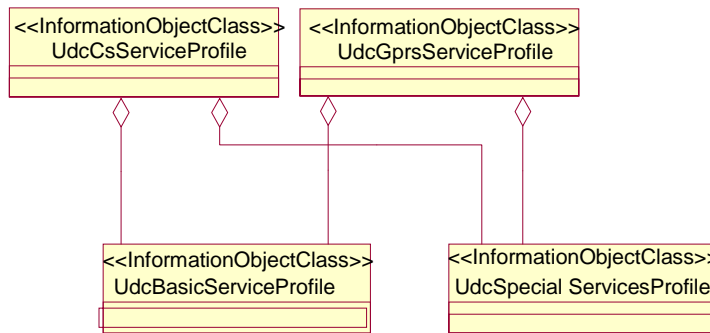 <<InformationObjectClass>>
UdcCsServiceProfile
<<InformationObjectClass>>
UdcGprsServiceProfile
<<InformationObjectClass>>
UdcBasicServiceProfile
<<InformationObjectClass>>
UdcSpecial ServicesProfile